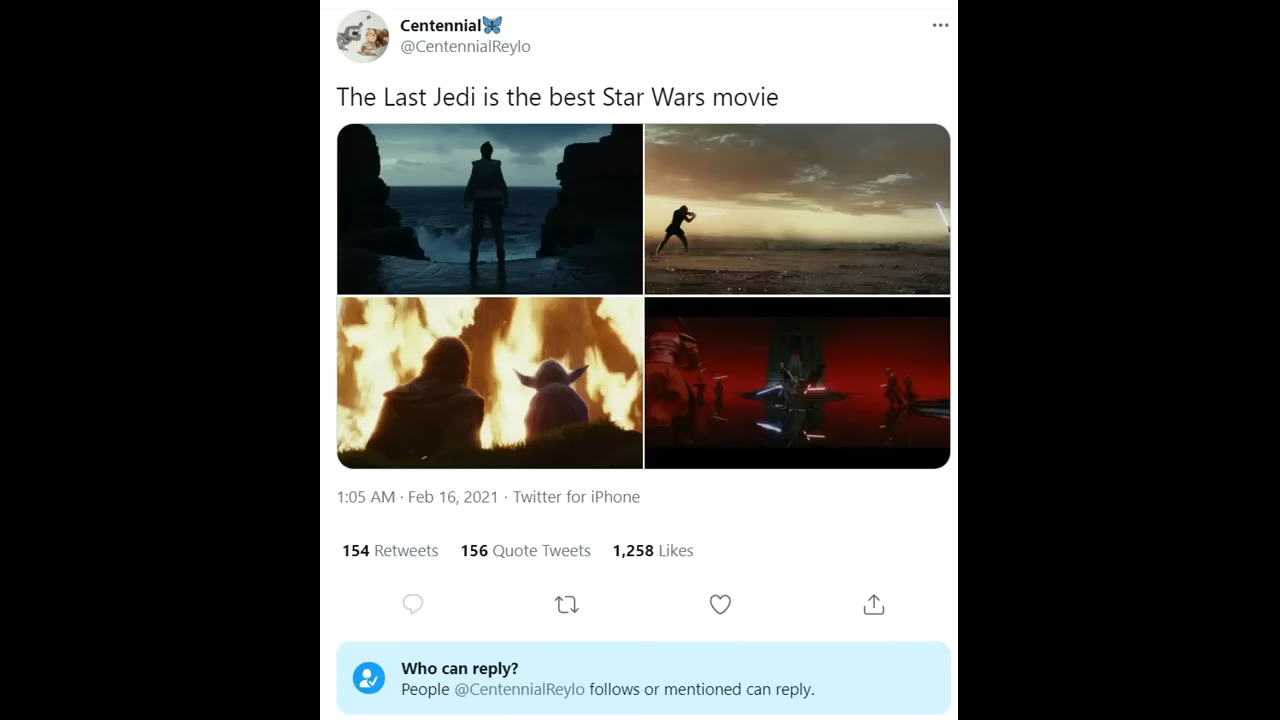 Centennial🦋
@CentennialReylo
The Last Jedi is the best Star Wars movie
1:05 AM · Feb 16, 2021 · Twitter for iPhone
154 Retweets 156 Quote Tweets 1,258 Likes
Who can reply?
People @CentennialReylo follows or mentioned can reply.